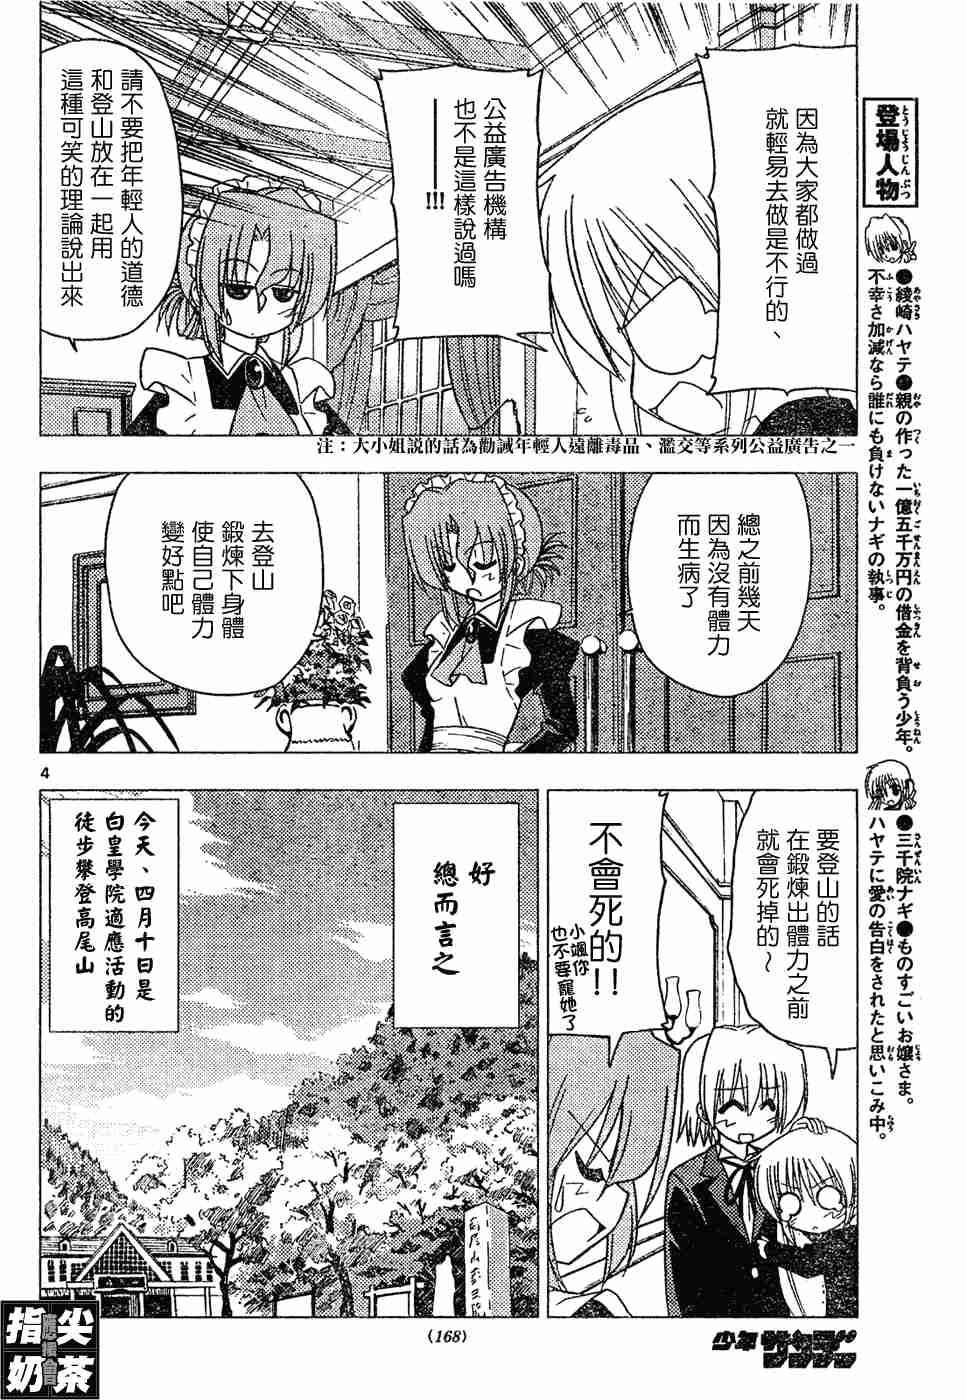 因為大家都做過
就輕易去做是不行的、
公益廣告機構
也不是這樣說過嗎
━━━!!!
請不要把年輕人的道德
和登山放在一起用
這種可笑的理論說出來
注：大小姐説的話為勸誡年輕人遠離毒品、濫交等系列公益廣告之一
總之前幾天
因為沒有體力
而生病了
去登山
鍛煉下身體
使自己體力
變好點吧
4
要登山的話
在鍛煉出體力之前
就會死掉的～
不會死的!!
小颯你
也不要寵她了
好
總而言之
今天、四月十日是
白皇學院適應活動的
徒步攀登高尾山
登場人物
とうじょうじんぶつ
●綾崎ハヤテ●親の作った一億五千万円の借金を背負う少年。
不幸さ加減なら誰にも負けないナギの執事。
●三千院ナギ●ものすごいお嬢さま。
ハヤテに愛の告白をされたと思いこみ中。
(168)
少年サンデー
指尖
奶茶
應援會